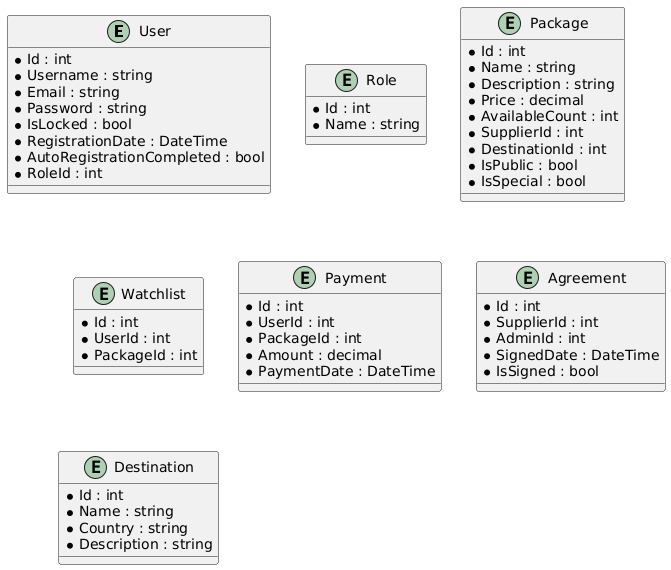 E User
Id : int
Username : string
Email : string
Password : string
IsLocked : bool
RegistrationDate : DateTime
AutoRegistrationCompleted : bool
RoleId : int
E Role
Id : int
Name : string
E Package
Id : int
Name : string
Description : string
Price : decimal
AvailableCount : int
SupplierId : int
DestinationId : int
IsPublic : bool
IsSpecial : bool
E Watchlist
Id : int
UserId : int
PackageId : int
E Payment
Id : int
UserId : int
PackageId : int
Amount : decimal
PaymentDate : DateTime
E Agreement
Id : int
SupplierId : int
AdminId : int
SignedDate : DateTime
IsSigned : bool
E Destination
Id : int
Name : string
Country : string
Description : string